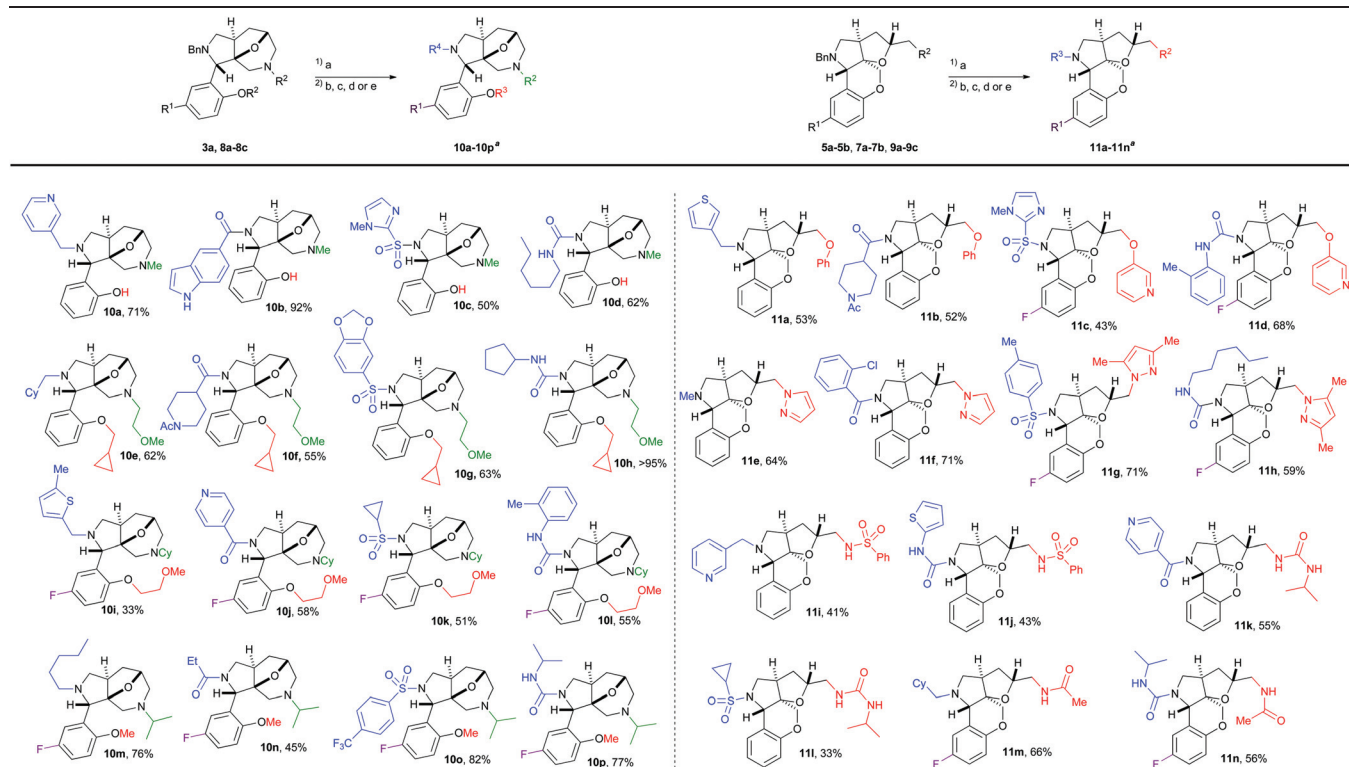 Bn N H H O N R² OR² R¹
¹⁾ a
²⁾ b, c, d or e
R⁴ N H H O N R² OR³ R¹
3a, 8a-8c
10a-10pᵃ
Bn N H H O O R² R¹
¹⁾ a
²⁾ b, c, d or e
R³ N H H O O R² R¹
5a-5b, 7a-7b, 9a-9c
11a-11nᵃ
10a, 71%
10b, 92%
10c, 50%
10d, 62%
11a, 53%
11b, 52%
11c, 43%
11d, 68%
10e, 62%
10f, 55%
10g, 63%
10h, >95%
11e, 64%
11f, 71%
11g, 71%
11h, 59%
10i, 33%
10j, 58%
10k, 51%
10l, 55%
11i, 41%
11j, 43%
11k, 55%
10m, 76%
10n, 45%
10o, 82%
10p, 77%
11l, 33%
11m, 66%
11n, 56%